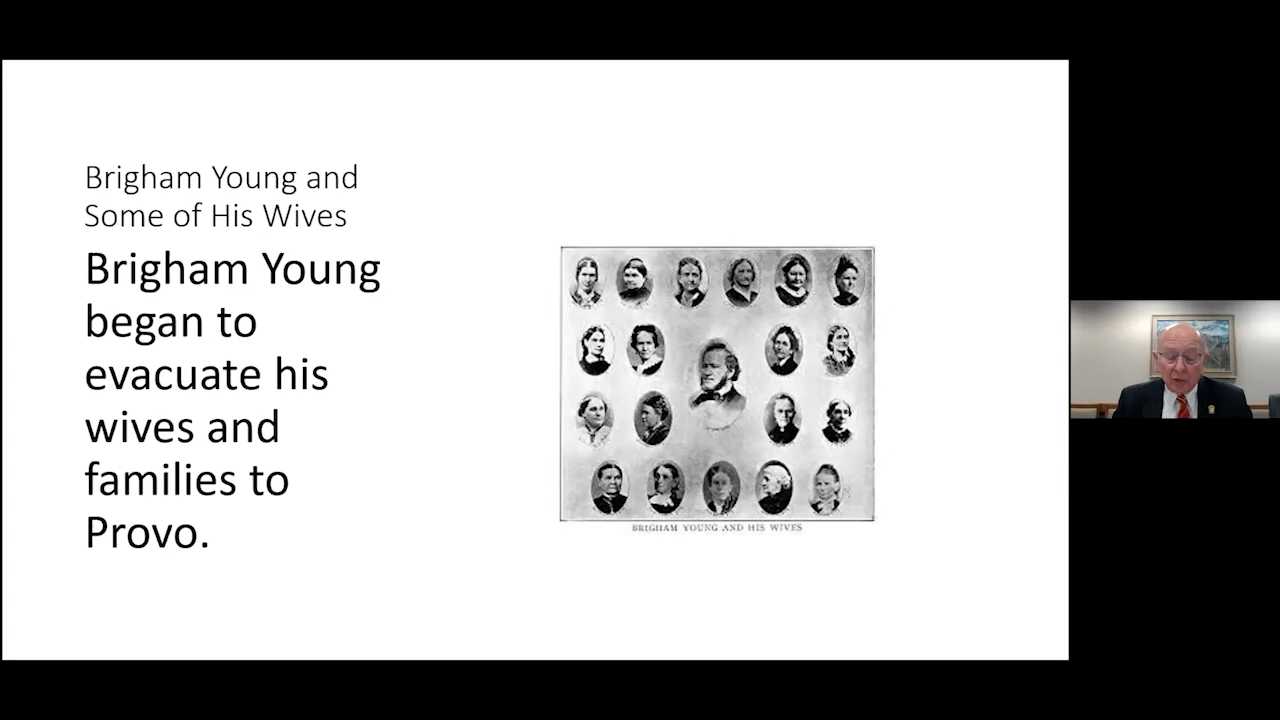 Brigham Young and
Some of His Wives
Brigham Young
began to
evacuate his
wives and
families to
Provo.
BRIGHAM YOUNG AND HIS WIVES